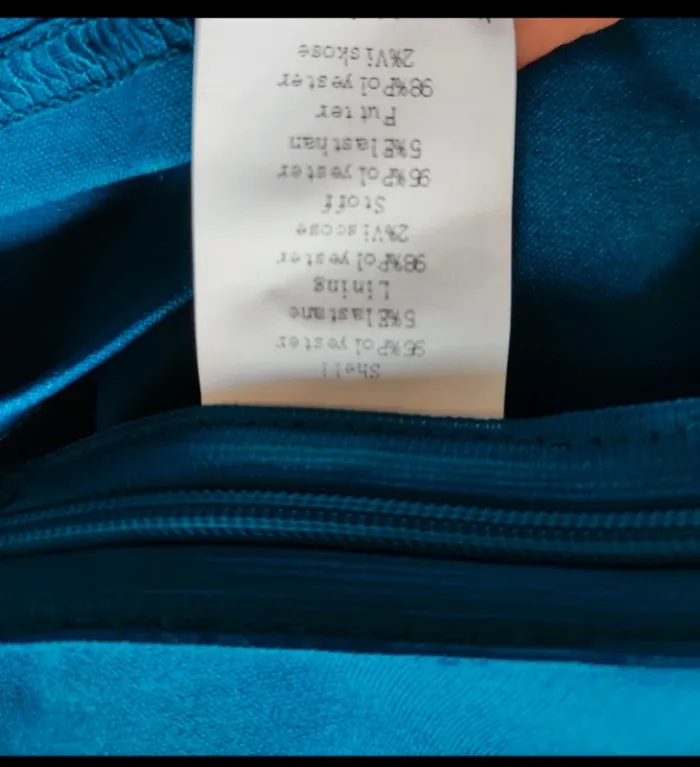 Shell
95%Polyester
5%Elastane
Lining
98%Polyester
2%Viscose
Stoff
95%Polyester
5%Elasthan
Futter
98%Polyester
2%Viskose